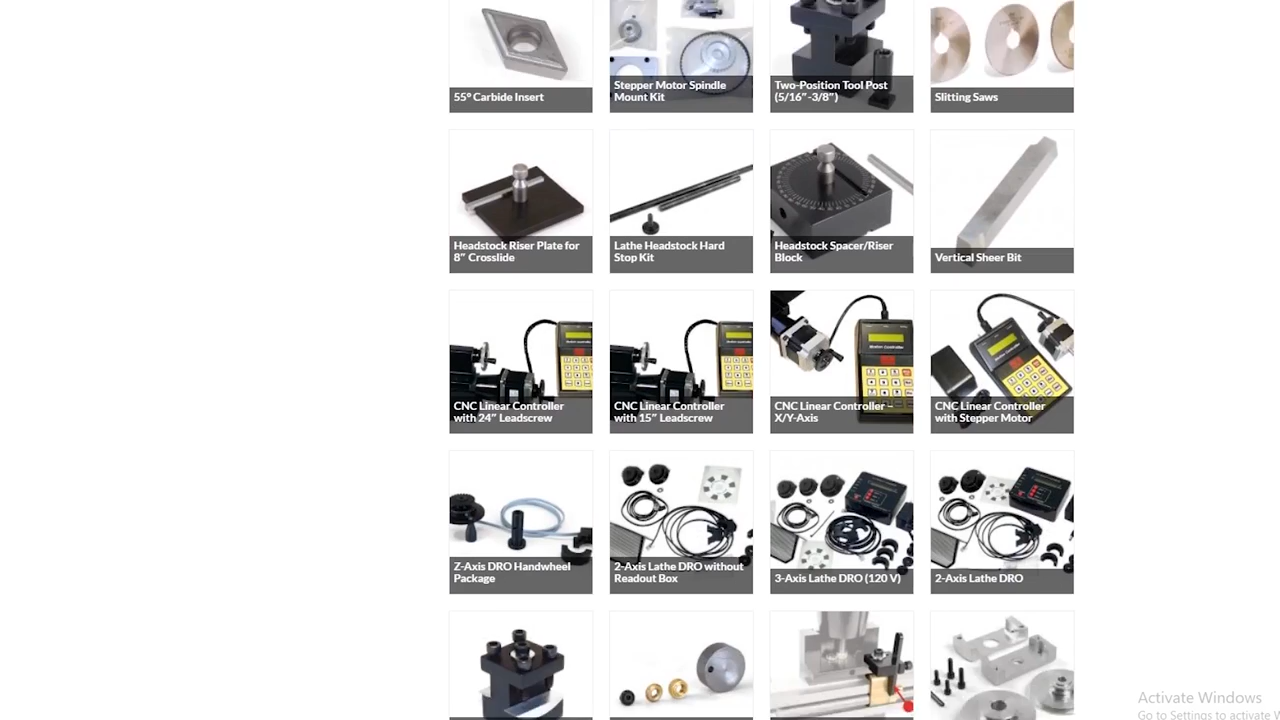 55° Carbide Insert
Stepper Motor Spindle
Mount Kit
Two-Position Tool Post
(5/16″-3/8″)
Slitting Saws
Headstock Riser Plate for
8″ Crosslide
Lathe Headstock Hard
Stop Kit
Headstock Spacer/Riser
Block
Vertical Sheer Bit
CNC Linear Controller
with 24″ Leadscrew
CNC Linear Controller
with 15″ Leadscrew
CNC Linear Controller –
X/Y-Axis
CNC Linear Controller
with Stepper Motor
Z-Axis DRO Handwheel
Package
2-Axis Lathe DRO without
Readout Box
3-Axis Lathe DRO (120 V)
2-Axis Lathe DRO
Activate Windows
Go to Settings to activate W